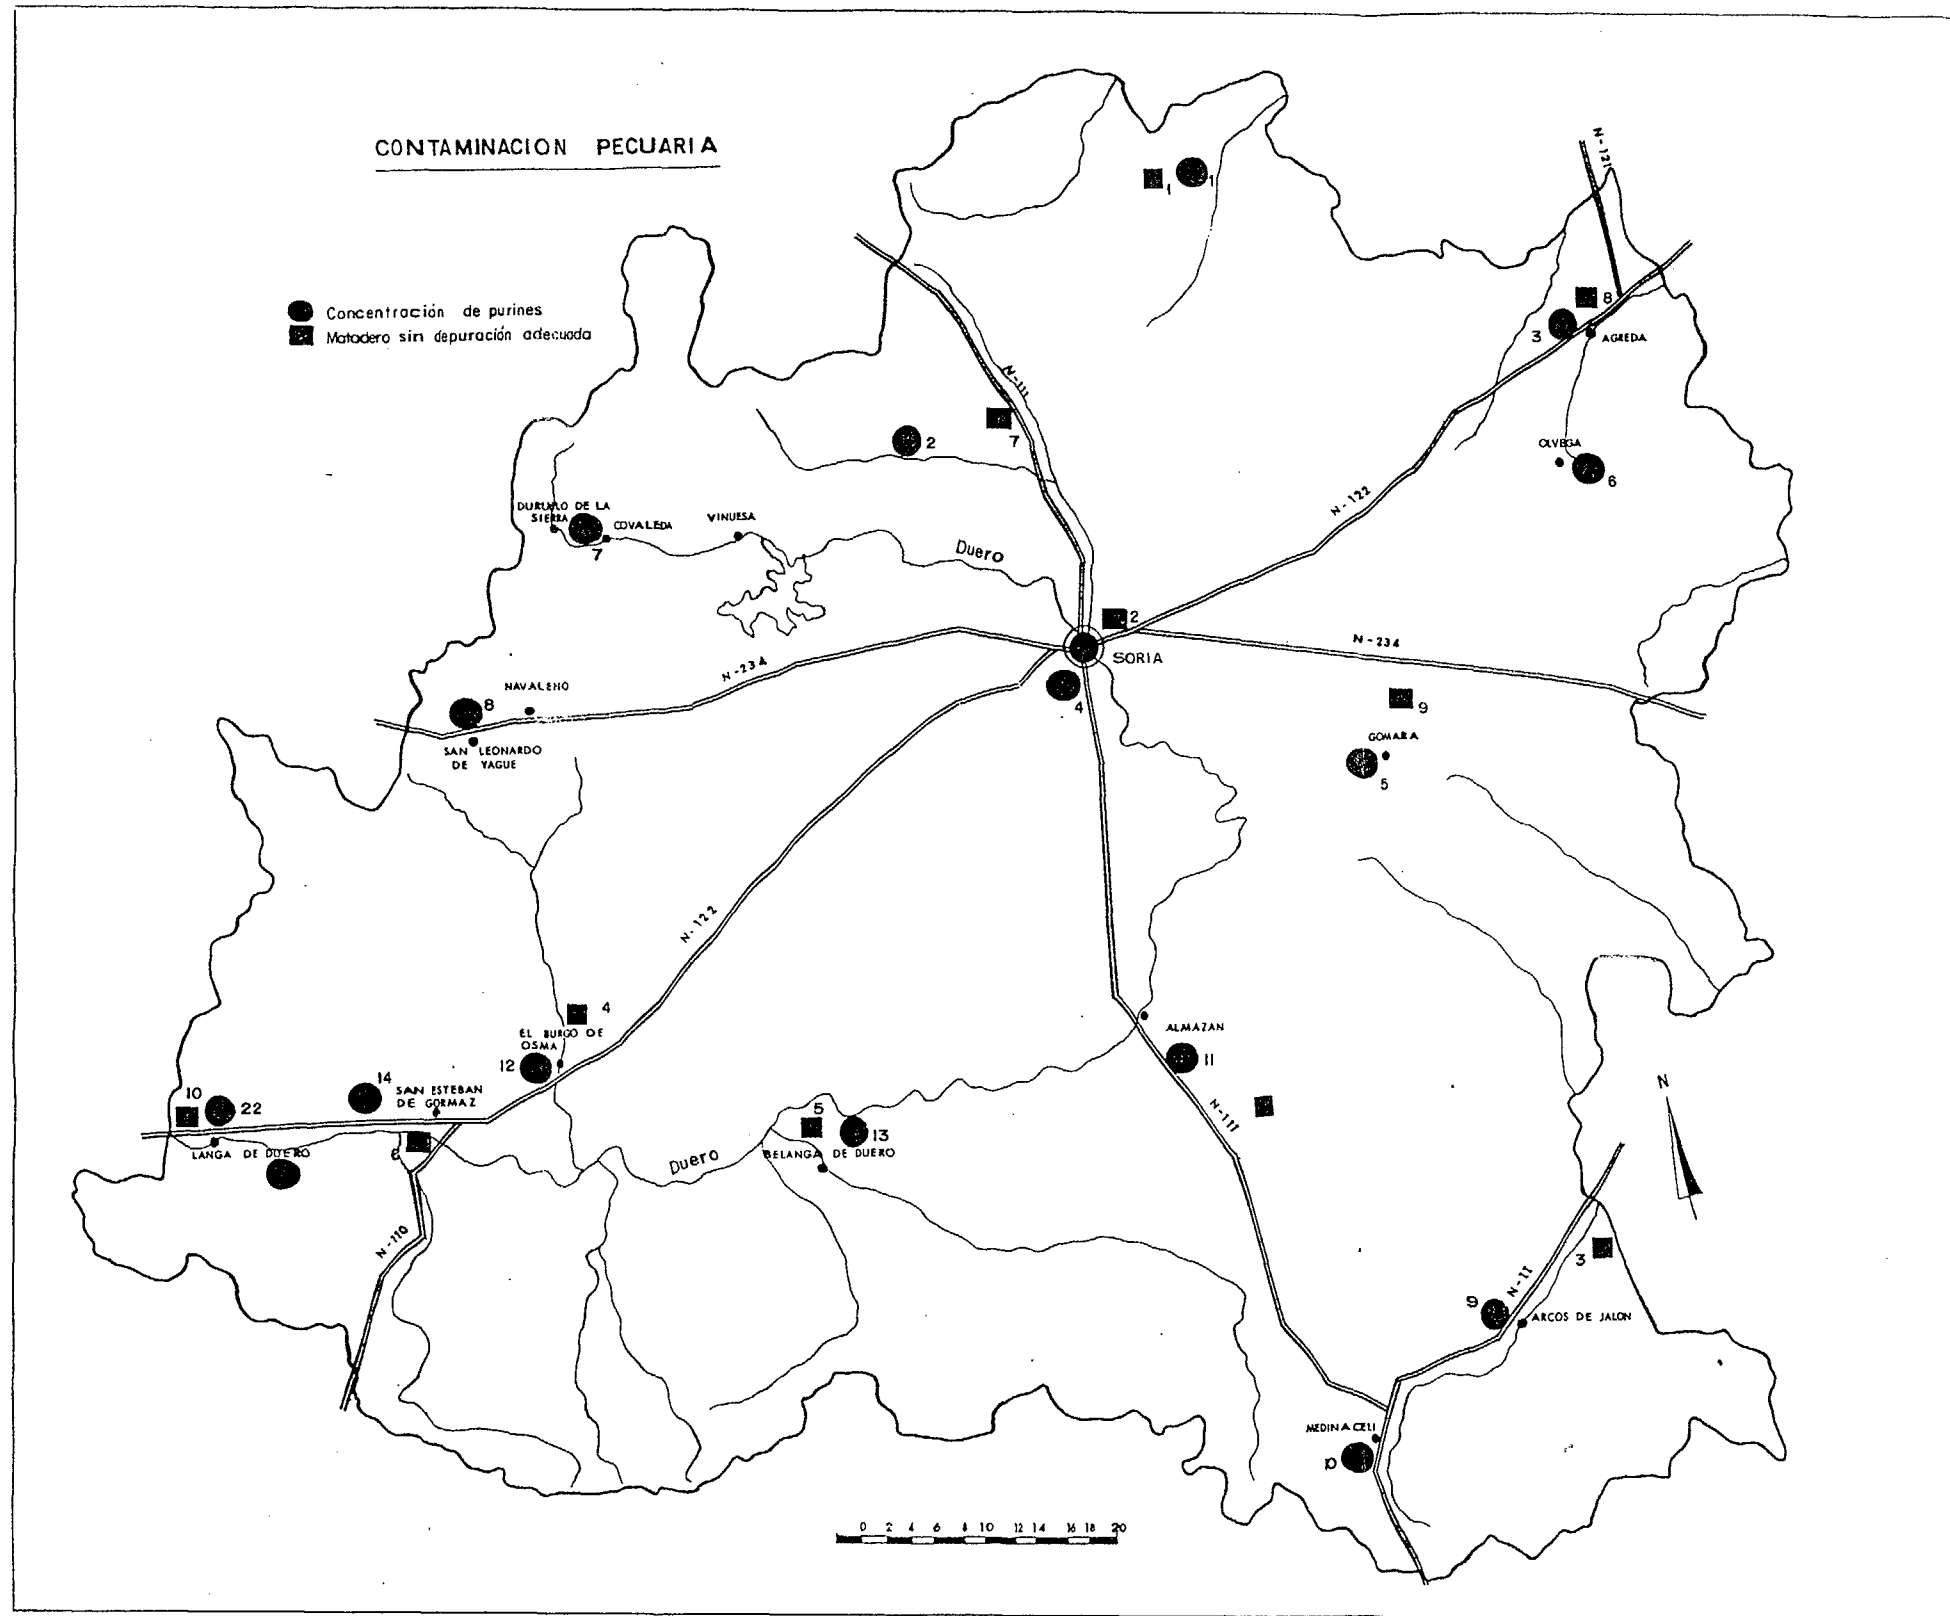 CONTAMINACION PECUARIA
Concentración de purines
Matadero sin depuración adecuada
N-121
1
1
8
3
AGREDA
N-111
7
2
OLVEGA
6
N-122
DURUELO DE LA
SIERRA
COVALEDA
7
VINUESA
Duero
2
SORIA
4
N-234
N-234
NAVALENO
8
SAN LEONARDO
DE YAGUE
9
GOMARA
5
N-122
4
EL BURGO DE
OSMA
12
ALMAZAN
11
14
SAN ESTEBAN
DE GORMAZ
10
22
LANGA DE DUERO
6
5
13
BELANGA DE DUERO
Duero
N-111
N
N-110
3
N-II
9
ARCOS DE JALON
MEDINACELI
10
0 2 4 6 8 10 12 14 16 18 20